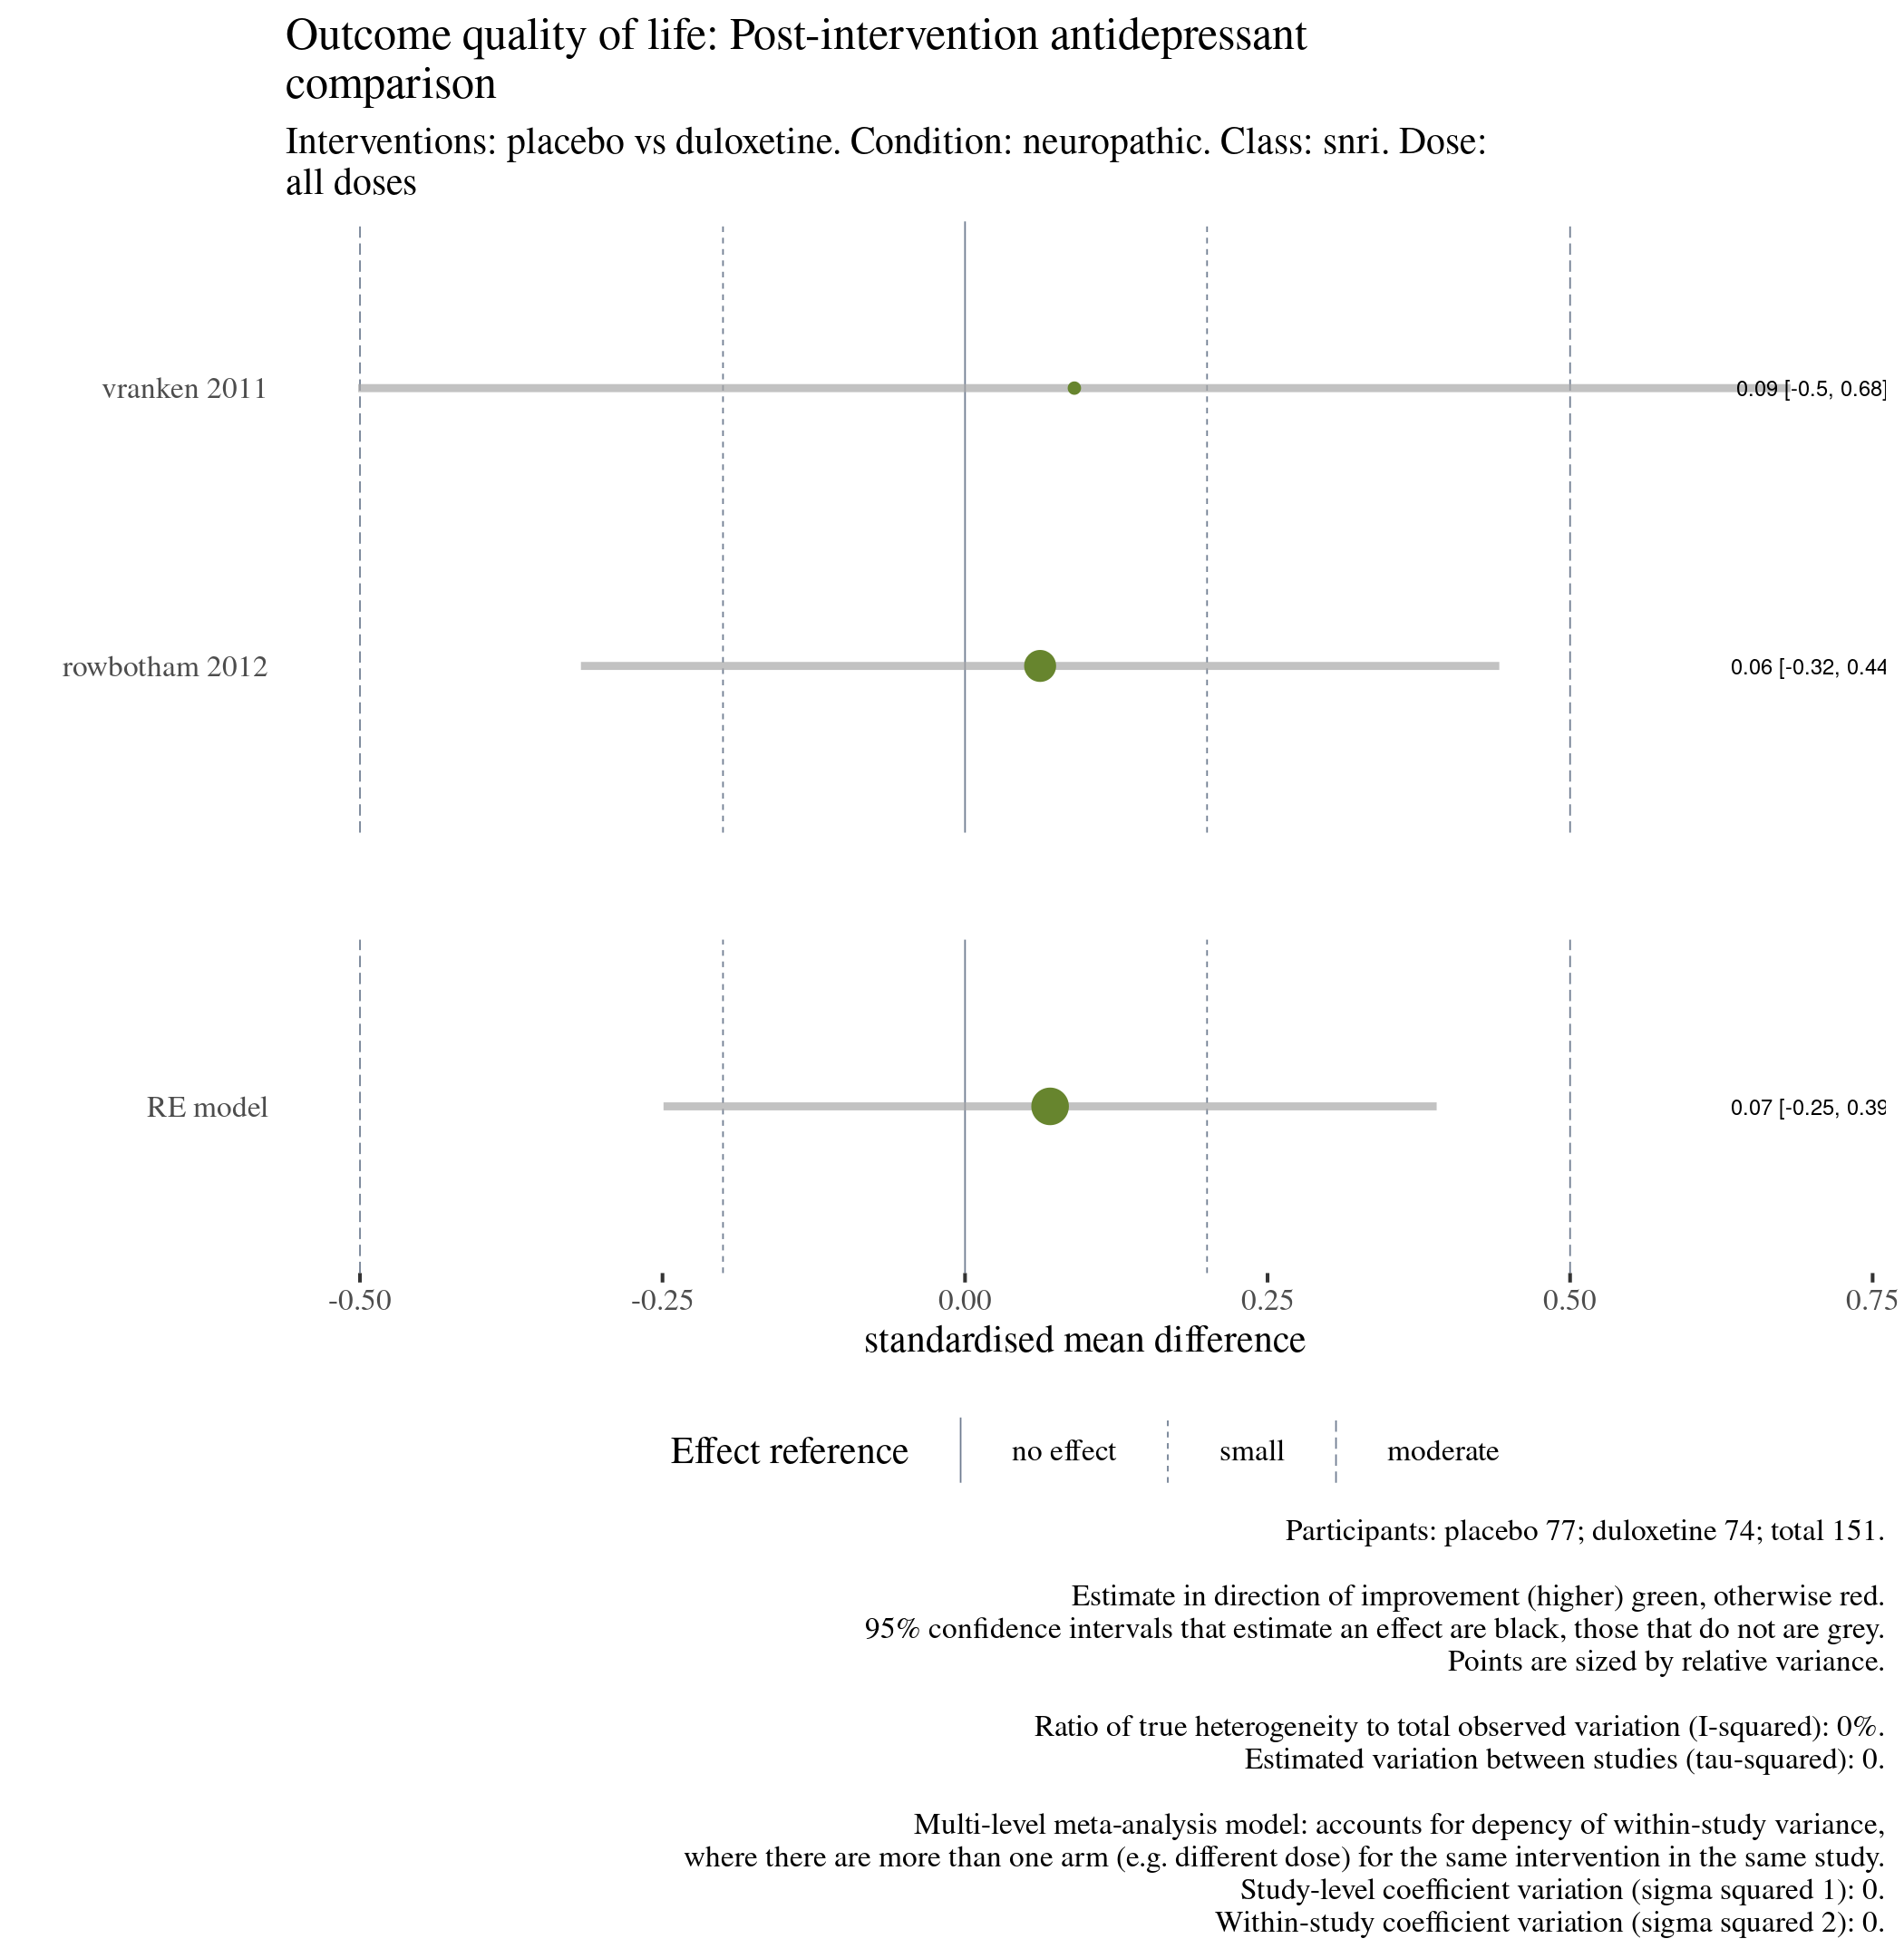 Outcome quality of life: Post-intervention antidepressant
comparison
Interventions: placebo vs duloxetine. Condition: neuropathic. Class: snri. Dose:
all doses
vranken 2011
0.09 [-0.5, 0.68]
rowbotham 2012
0.06 [-0.32, 0.44
RE model
0.07 [-0.25, 0.39
-0.50 -0.25 0.00 0.25 0.50 0.75
standardised mean difference
Effect reference no effect small moderate
Participants: placebo 77; duloxetine 74; total 151.
Estimate in direction of improvement (higher) green, otherwise red.
95% confidence intervals that estimate an effect are black, those that do not are grey.
Points are sized by relative variance.
Ratio of true heterogeneity to total observed variation (I-squared): 0%.
Estimated variation between studies (tau-squared): 0.
Multi-level meta-analysis model: accounts for depency of within-study variance,
where there are more than one arm (e.g. different dose) for the same intervention in the same study.
Study-level coefficient variation (sigma squared 1): 0.
Within-study coefficient variation (sigma squared 2): 0.